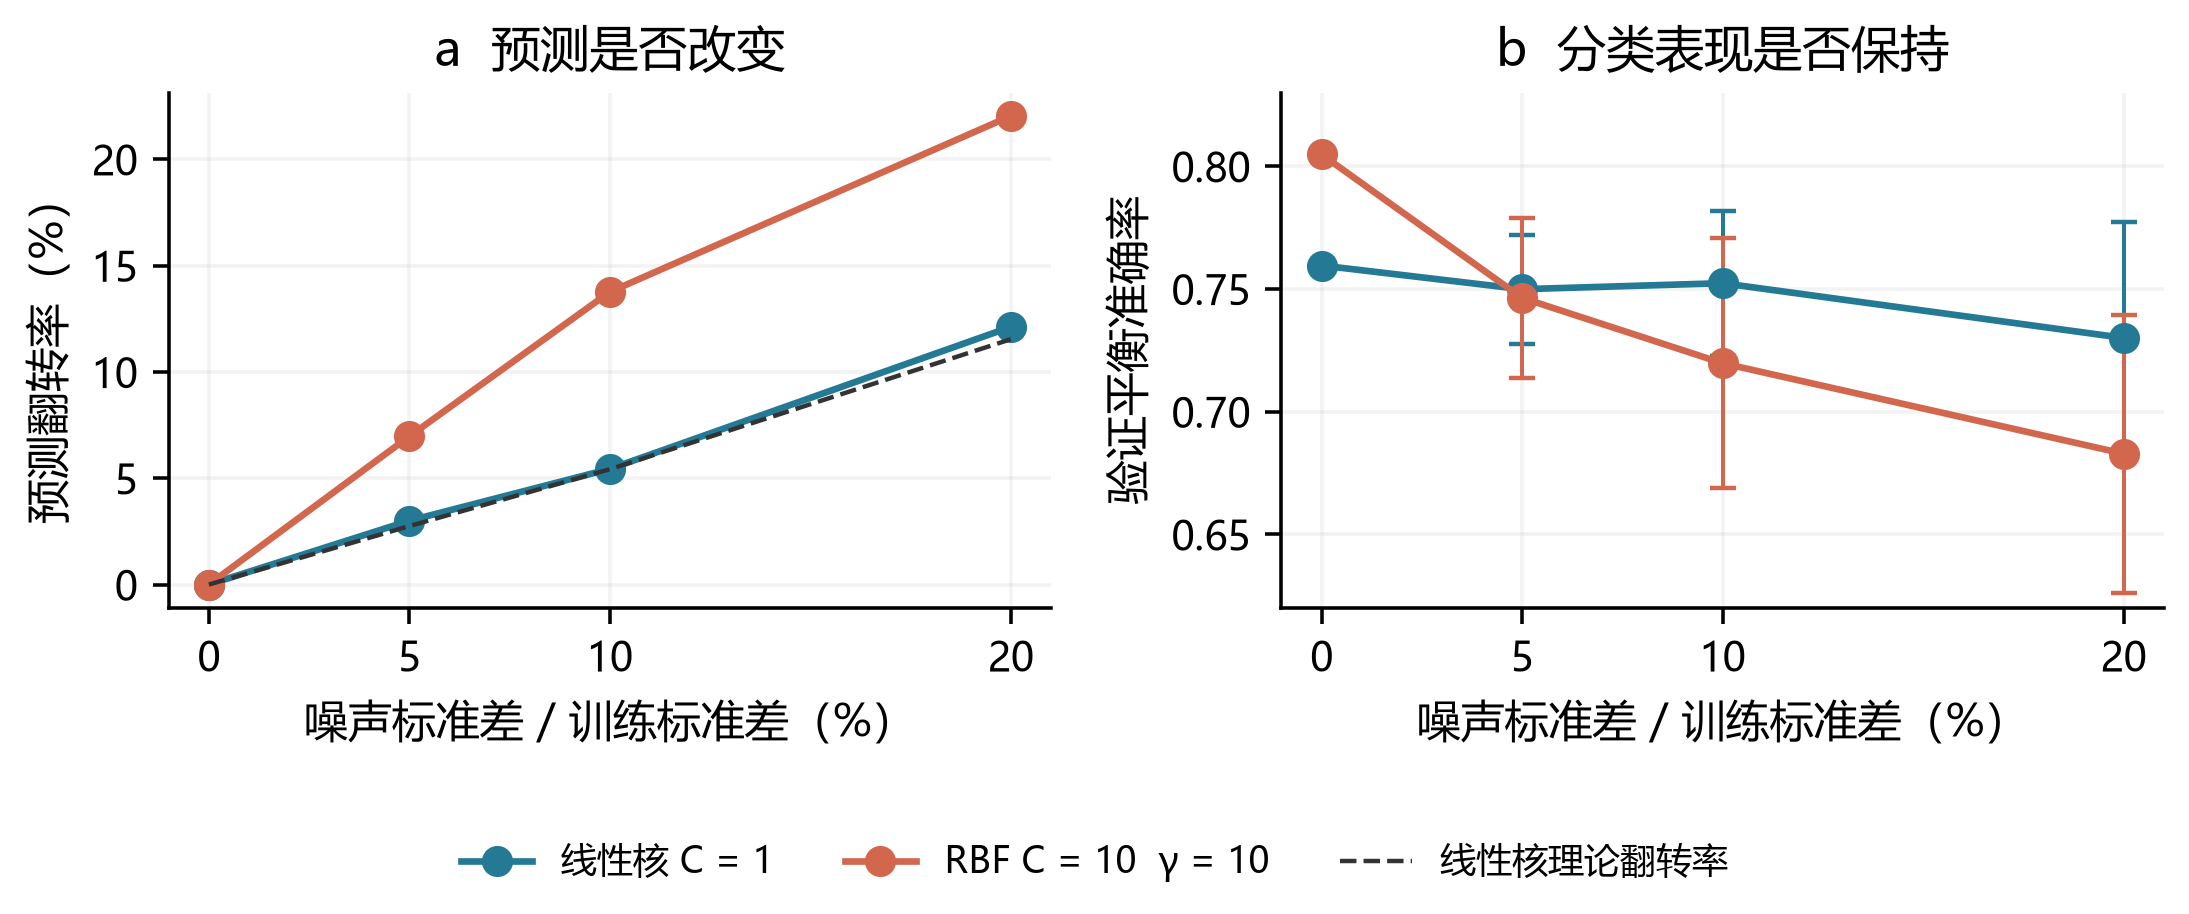 a 预测是否改变
预测翻转率（%）
20
15
10
5
0
0 5 10 20
噪声标准差 / 训练标准差（%）
b 分类表现是否保持
验证平衡准确率
0.80
0.75
0.70
0.65
0 5 10 20
噪声标准差 / 训练标准差（%）
线性核 C = 1
RBF C = 10 γ = 10
线性核理论翻转率